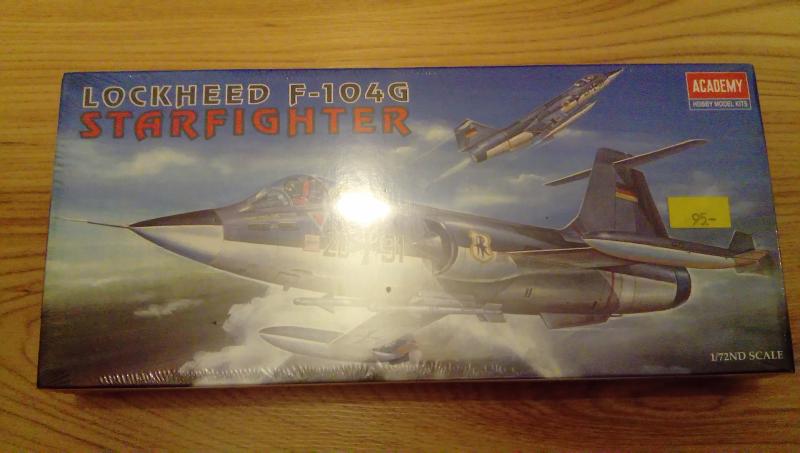 LOCKHEED F-104G
STARFIGHTER
ACADEMY
HOBBY MODEL KITS
95-
1/72ND SCALE